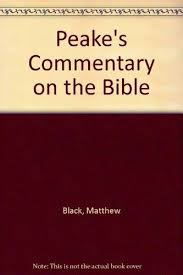 Peake's
Commentary on the Bible
Black, Matthew
Note: This is not the actual book cover